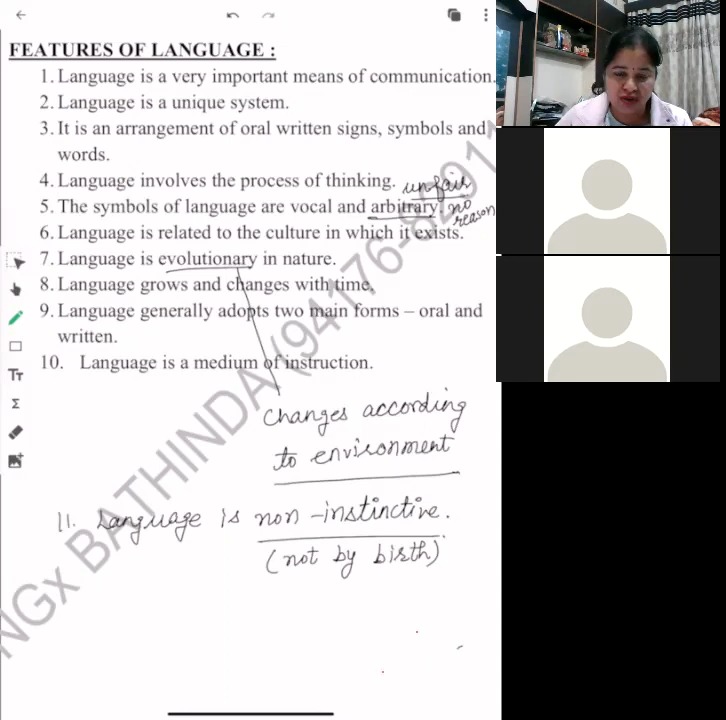 FEATURES OF LANGUAGE :
1. Language is a very important means of communication.
2. Language is a unique system.
3. It is an arrangement of oral written signs, symbols and
words.
4. Language involves the process of thinking.
unfair
5. The symbols of language are vocal and arbitrary.
no
reason
6. Language is related to the culture in which it exists.
7. Language is evolutionary in nature.
8. Language grows and changes with time.
9. Language generally adopts two main forms – oral and
written.
10. Language is a medium of instruction.
changes according
to environment
11. Language is non-instinctive.
(not by birth)
NGx BATHINDA (94176-8291
Tт
Σ